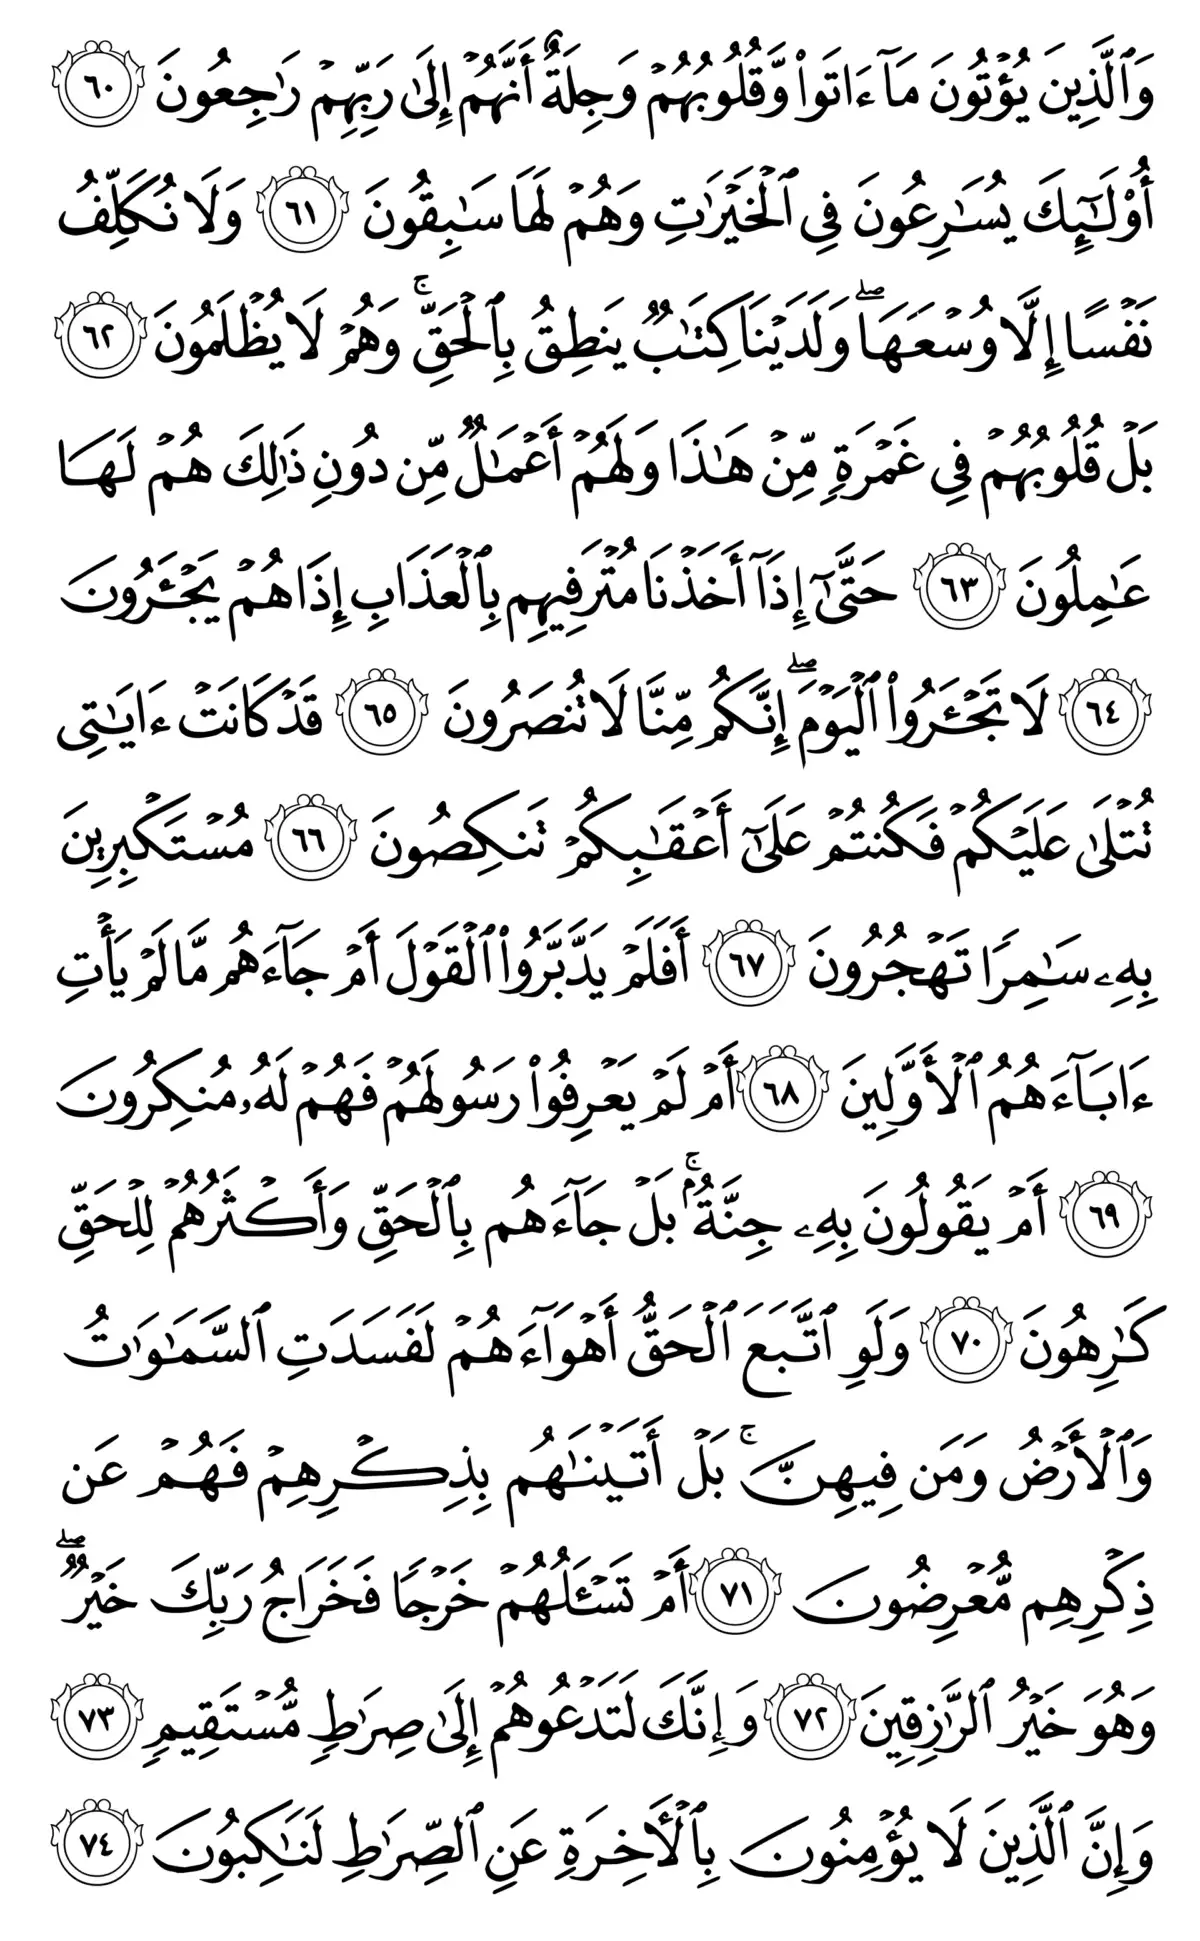 وَٱلَّذِينَ يُؤْتُونَ مَآ ءَاتَوا۟ وَّقُلُوبُهُمْ وَجِلَةٌ أَنَّهُمْ إِلَىٰ رَبِّهِمْ رَٰجِعُونَ ٦٠
أُو۟لَـٰٓئِكَ يُسَـٰرِعُونَ فِى ٱلْخَيْرَٰتِ وَهُمْ لَهَا سَـٰبِقُونَ ٦١ وَلَا نُكَلِّفُ
نَفْسًا إِلَّا وُسْعَهَا ۖ وَلَدَيْنَا كِتَـٰبٌ يَنطِقُ بِٱلْحَقِّ ۚ وَهُمْ لَا يُظْلَمُونَ ٦٢
بَلْ قُلُوبُهُمْ فِى غَمْرَةٍ مِّنْ هَـٰذَا وَلَهُمْ أَعْمَـٰلٌ مِّن دُونِ ذَٰلِكَ هُمْ لَهَا
عَـٰمِلُونَ ٦٣ حَتَّىٰٓ إِذَآ أَخَذْنَا مُتْرَفِيهِم بِٱلْعَذَابِ إِذَا هُمْ يَجْـَٔرُونَ
٦٤ لَا تَجْـَٔرُوا۟ ٱلْيَوْمَ ۖ إِنَّكُم مِّنَّا لَا تُنصَرُونَ ٦٥ قَدْ كَانَتْ ءَايَـٰتِى
تُتْلَىٰ عَلَيْكُمْ فَكُنتُمْ عَلَىٰٓ أَعْقَـٰبِكُمْ تَنكِصُونَ ٦٦ مُسْتَكْبِرِينَ
بِهِۦ سَـٰمِرًا تَهْجُرُونَ ٦٧ أَفَلَمْ يَدَّبَّرُوا۟ ٱلْقَوْلَ أَمْ جَآءَهُم مَّا لَمْ يَأْتِ
ءَابَآءَهُمُ ٱلْأَوَّلِينَ ٦٨ أَمْ لَمْ يَعْرِفُوا۟ رَسُولَهُمْ فَهُمْ لَهُۥ مُنكِرُونَ
٦٩ أَمْ يَقُولُونَ بِهِۦ جِنَّةٌۢ ۚ بَلْ جَآءَهُم بِٱلْحَقِّ وَأَكْثَرُهُمْ لِلْحَقِّ
كَـٰرِهُونَ ٧٠ وَلَوِ ٱتَّبَعَ ٱلْحَقُّ أَهْوَآءَهُمْ لَفَسَدَتِ ٱلسَّمَـٰوَٰتُ
وَٱلْأَرْضُ وَمَن فِيهِنَّ ۚ بَلْ أَتَيْنَـٰهُم بِذِكْرِهِمْ فَهُمْ عَن
ذِكْرِهِم مُّعْرِضُونَ ٧١ أَمْ تَسْـَٔلُهُمْ خَرْجًا فَخَرَاجُ رَبِّكَ خَيْرٌ ۖ
وَهُوَ خَيْرُ ٱلرَّٰزِقِينَ ٧٢ وَإِنَّكَ لَتَدْعُوهُمْ إِلَىٰ صِرَٰطٍ مُّسْتَقِيمٍ ٧٣
وَإِنَّ ٱلَّذِينَ لَا يُؤْمِنُونَ بِٱلْـَٔاخِرَةِ عَنِ ٱلصِّرَٰطِ لَنَـٰكِبُونَ ٧٤